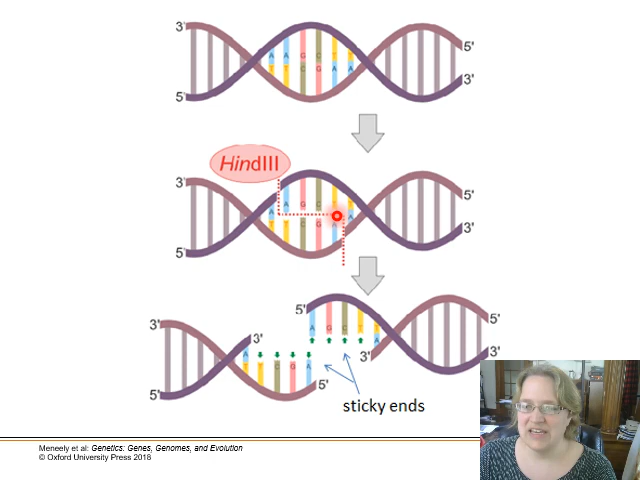 3'
5'
A A G C T T
T T C G A A
5'
3'
HindIII
3'
5'
A A G C T T
T T C G A A
5'
3'
3'
3'
5'
A T T C G A
5'
5'
A G C T T
A
3'
5'
3'
sticky ends
Meneely et al: Genetics: Genes, Genomes, and Evolution
© Oxford University Press 2018